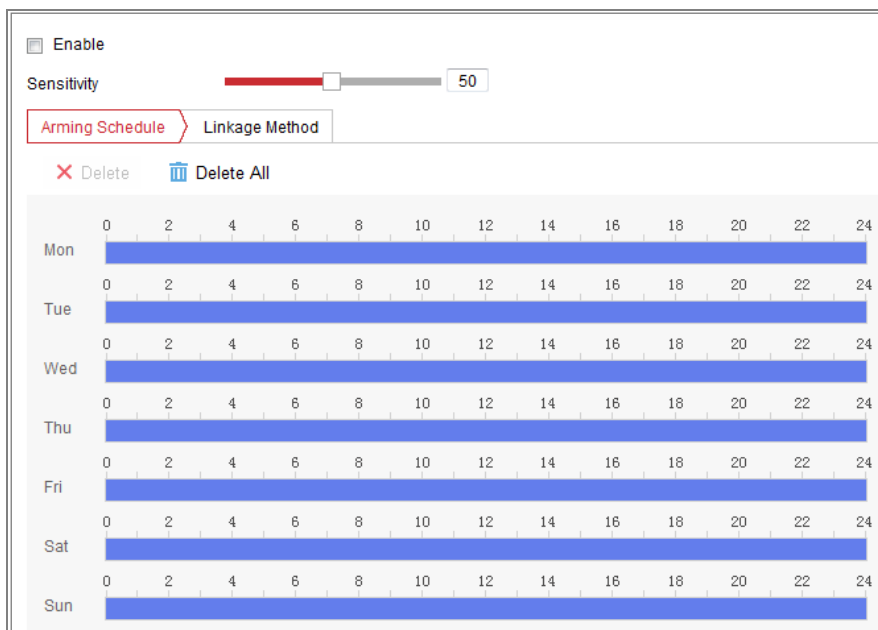 Enable
Sensitivity 50
Arming Schedule Linkage Method
Delete Delete All
0 2 4 6 8 10 12 14 16 18 20 22 24
Mon
0 2 4 6 8 10 12 14 16 18 20 22 24
Tue
0 2 4 6 8 10 12 14 16 18 20 22 24
Wed
0 2 4 6 8 10 12 14 16 18 20 22 24
Thu
0 2 4 6 8 10 12 14 16 18 20 22 24
Fri
0 2 4 6 8 10 12 14 16 18 20 22 24
Sat
0 2 4 6 8 10 12 14 16 18 20 22 24
Sun